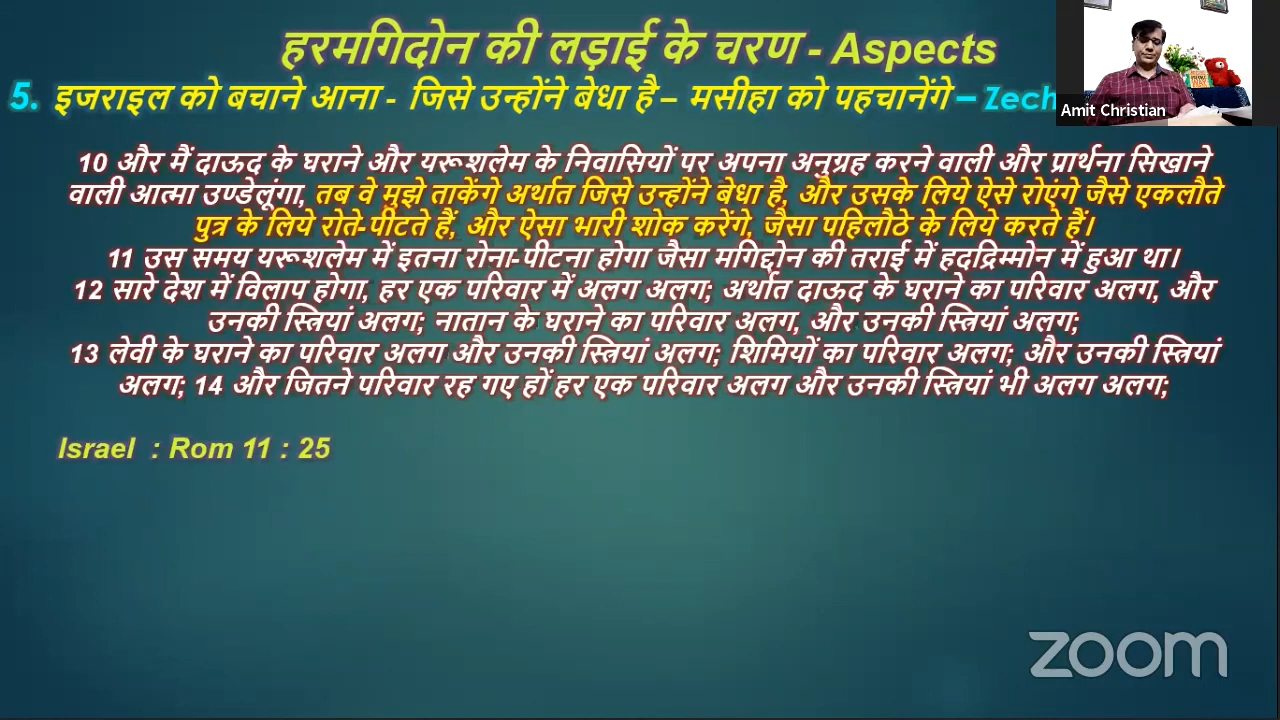 हरमगिदोन की लड़ाई के चरण - Aspects
5. इजराइल को बचाने आना - जिसे उन्होंने बेधा है – मसीहा को पहचानेंगे – Zech
Amit Christian
10 और मैं दाऊद के घराने और यरूशलेम के निवासियों पर अपना अनुग्रह करने वाली और प्रार्थना सिखाने
वाली आत्मा उण्डेलूंगा, तब वे मुझे ताकेंगे अर्थात जिसे उन्होंने बेधा है, और उसके लिये ऐसे रोएंगे जैसे एकलौते
पुत्र के लिये रोते-पीटते हैं, और ऐसा भारी शोक करेंगे, जैसा पहिलौठे के लिये करते हैं।
11 उस समय यरूशलेम में इतना रोना-पीटना होगा जैसा मगिद्दोन की तराई में हदद्रिम्मोन में हुआ था।
12 सारे देश में विलाप होगा, हर एक परिवार में अलग अलग; अर्थात दाऊद के घराने का परिवार अलग, और
उनकी स्त्रियां अलग; नातान के घराने का परिवार अलग, और उनकी स्त्रियां अलग;
13 लेवी के घराने का परिवार अलग और उनकी स्त्रियां अलग; शिमियों का परिवार अलग; और उनकी स्त्रियां
अलग; 14 और जितने परिवार रह गए हों हर एक परिवार अलग और उनकी स्त्रियां भी अलग अलग;
Israel : Rom 11 : 25
zoom